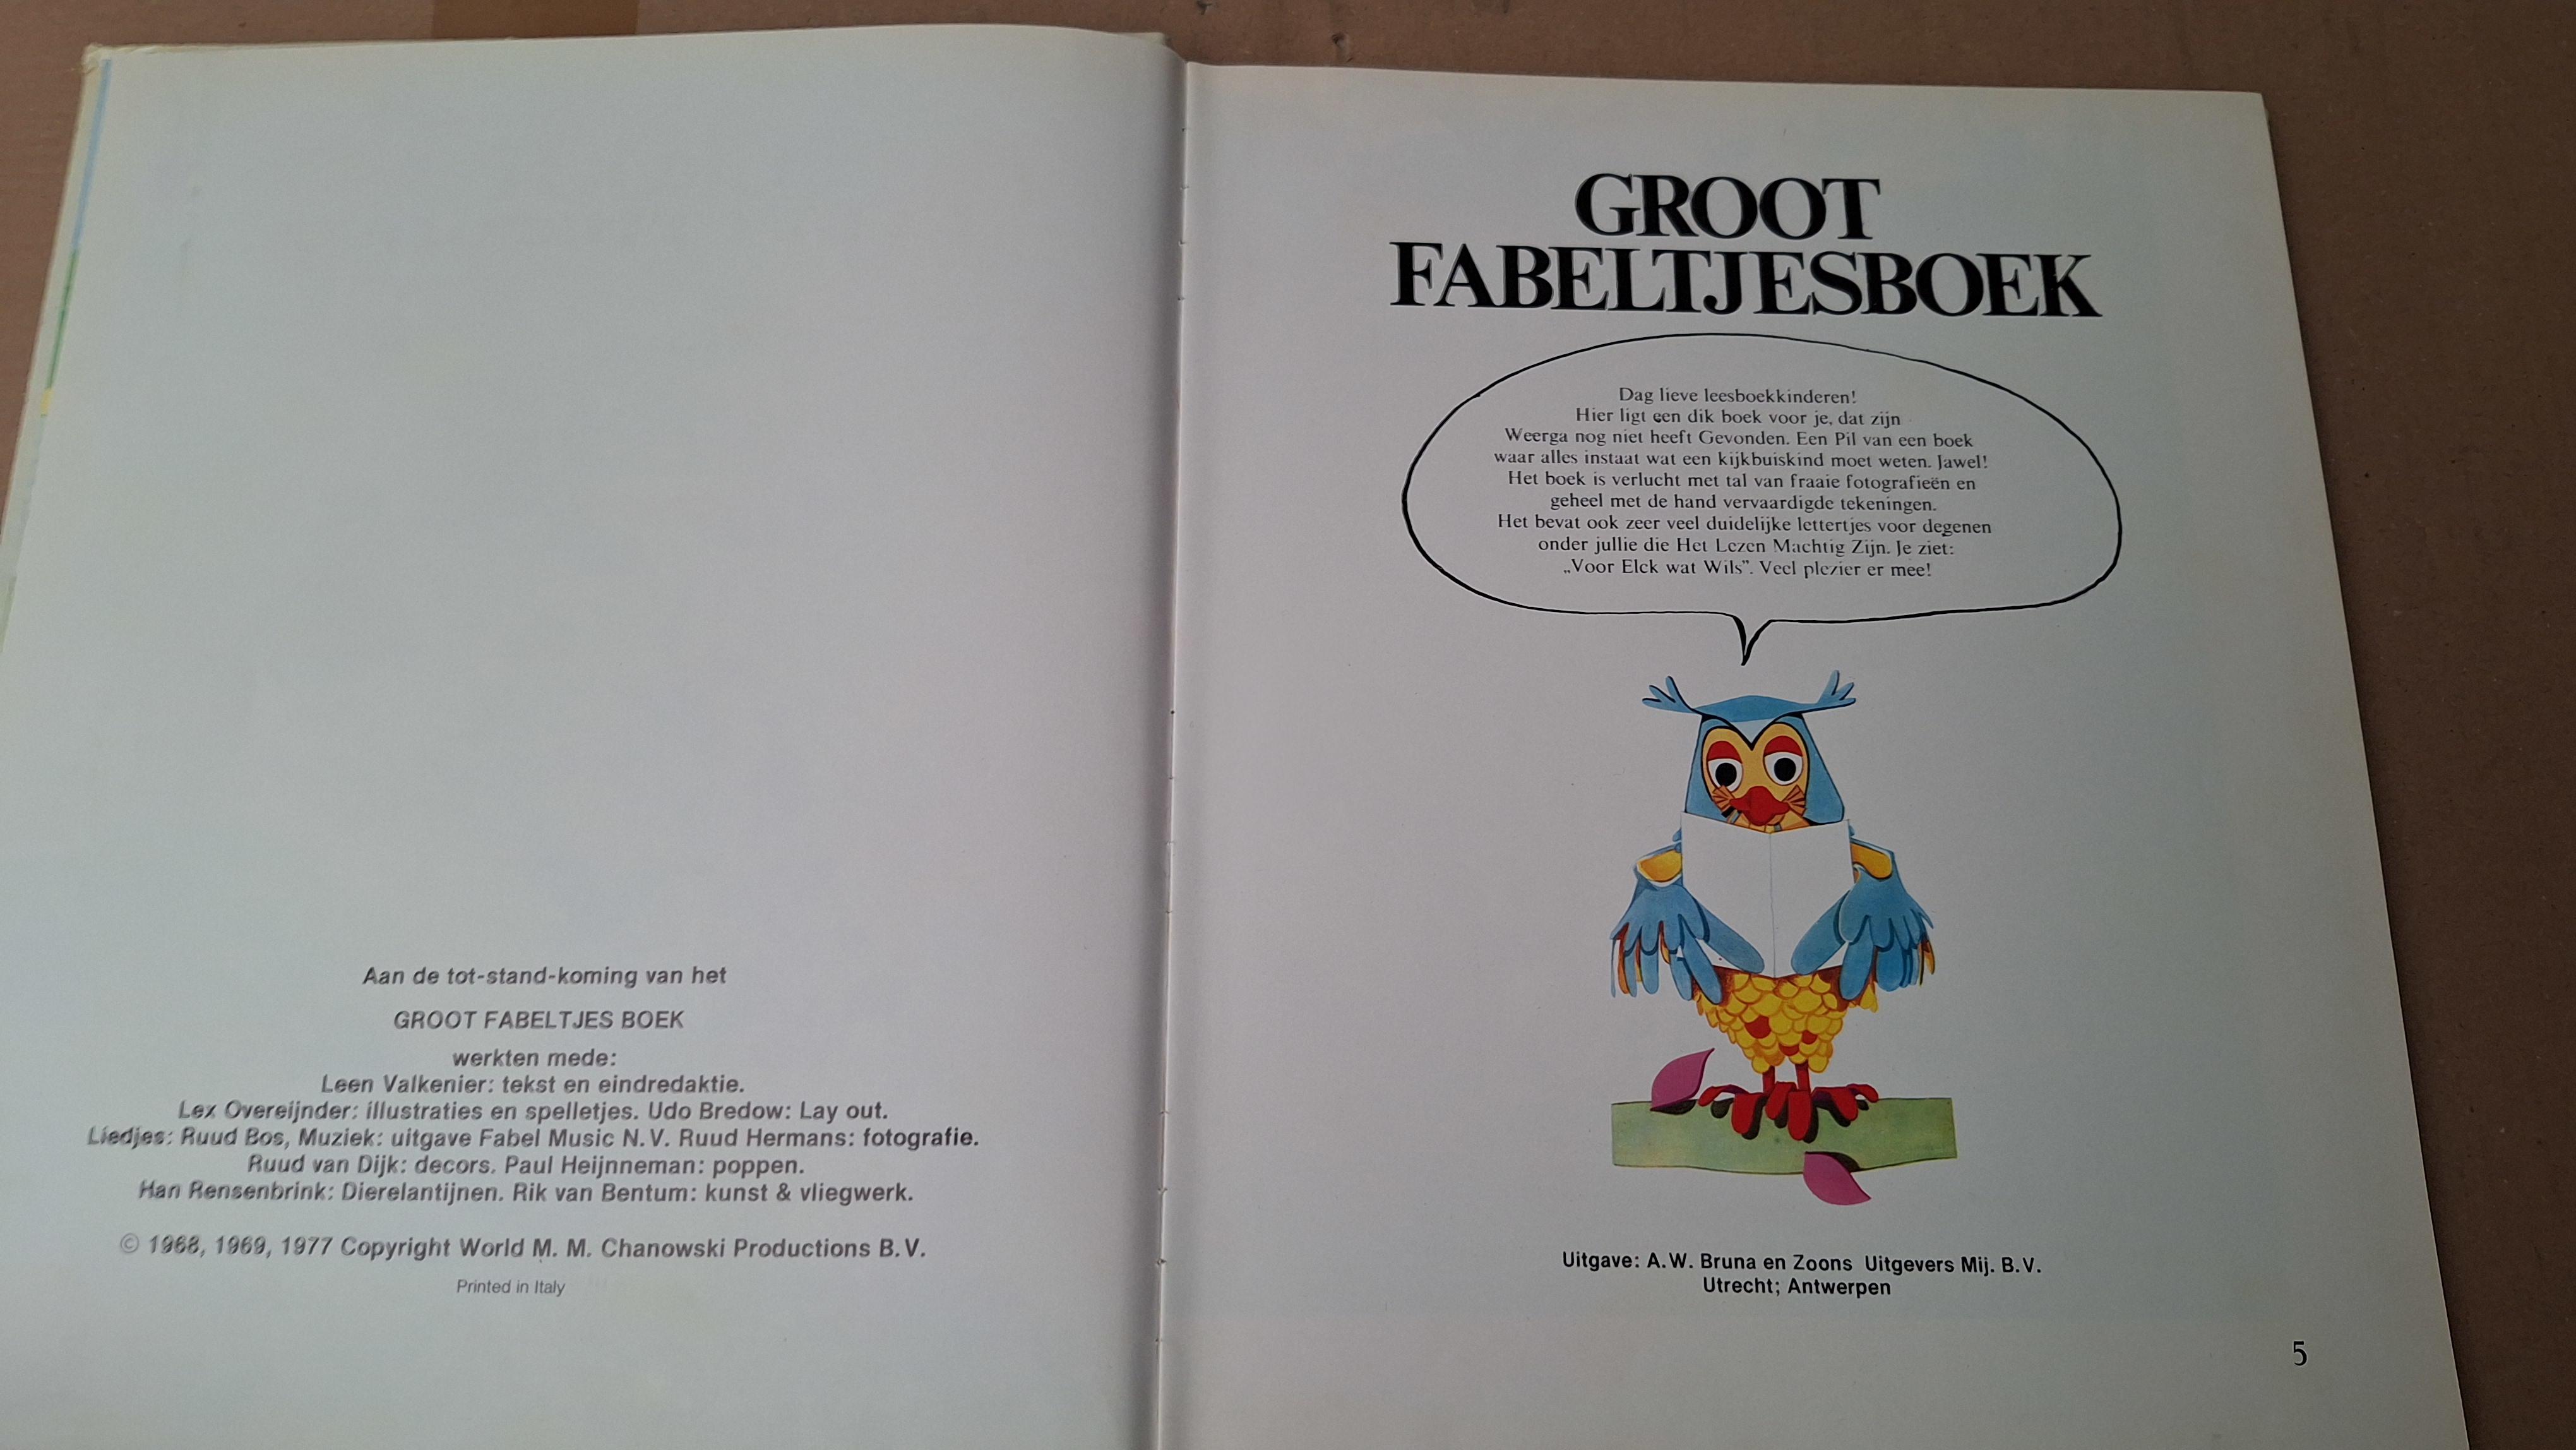 Aan de tot-stand-koming van het
GROOT FABELTJES BOEK
werkten mede:
Leen Valkenier: tekst en eindredaktie.
Lex Overeijnder: illustraties en spelletjes. Udo Bredow: Lay out.
Liedjes: Ruud Bos, Muziek: uitgave Fabel Music N.V. Ruud Hermans: fotografie.
Ruud van Dijk: decors. Paul Heijnneman: poppen.
Han Rensenbrink: Dierelantijnen. Rik van Bentum: kunst & vliegwerk.
© 1968, 1969, 1977 Copyright World M. M. Chanowski Productions B.V.
Printed in Italy
GROOT
FABELTJESBOEK
Dag lieve leesboekkinderen!
Hier ligt een dik boek voor je, dat zijn
Weerga nog niet heeft Gevonden. Een Pil van een boek
waar alles instaat wat een kijkbuiskind moet weten. Jawel!
Het boek is verlucht met tal van fraaie fotografieën en
geheel met de hand vervaardigde tekeningen.
Het bevat ook zeer veel duidelijke lettertjes voor degenen
onder jullie die Het Lezen Machtig Zijn. Je ziet:
„Voor Elck wat Wils”. Veel plezier er mee!
Uitgave: A.W. Bruna en Zoons Uitgevers Mij. B.V.
Utrecht; Antwerpen
5